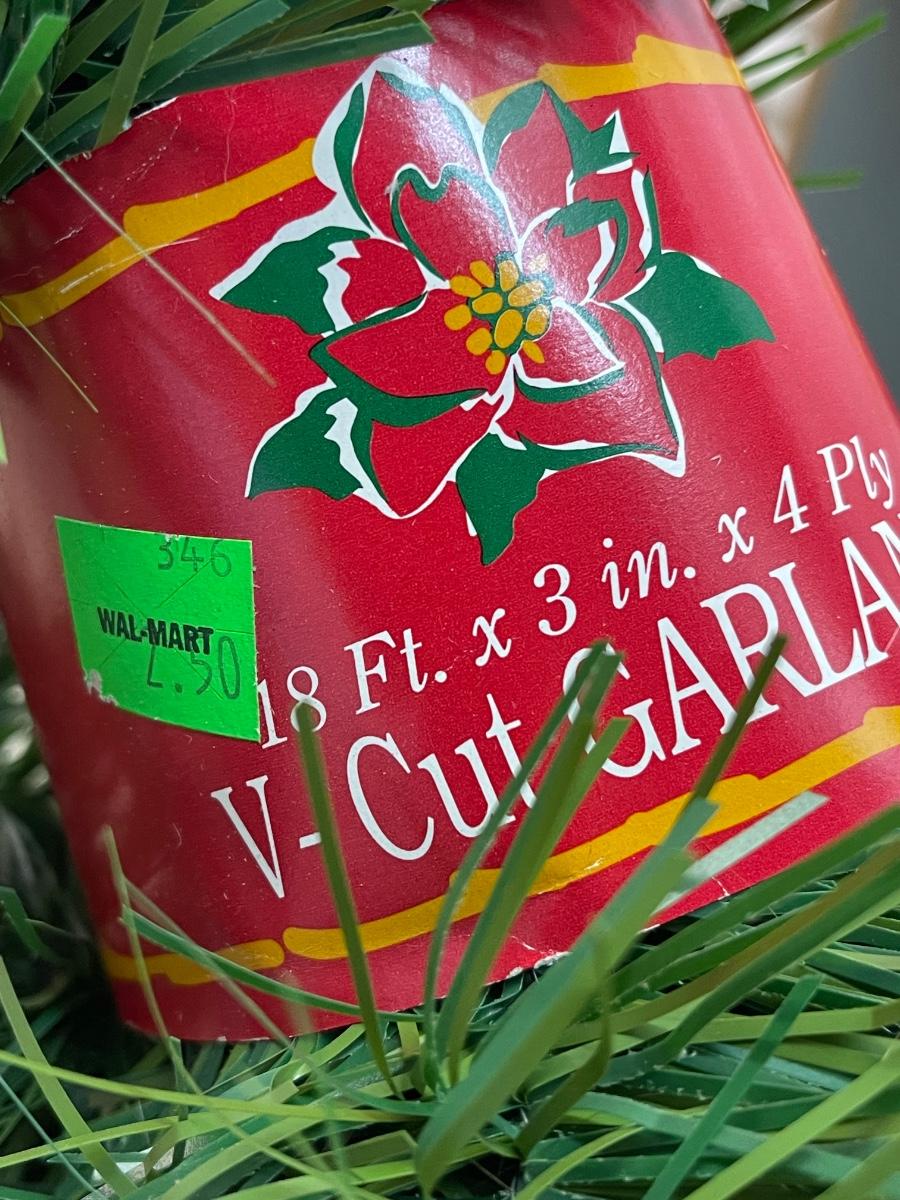 346
WAL-MART
2.50
18 Ft. x 3 in. x 4 Ply
V-Cut GARLAN